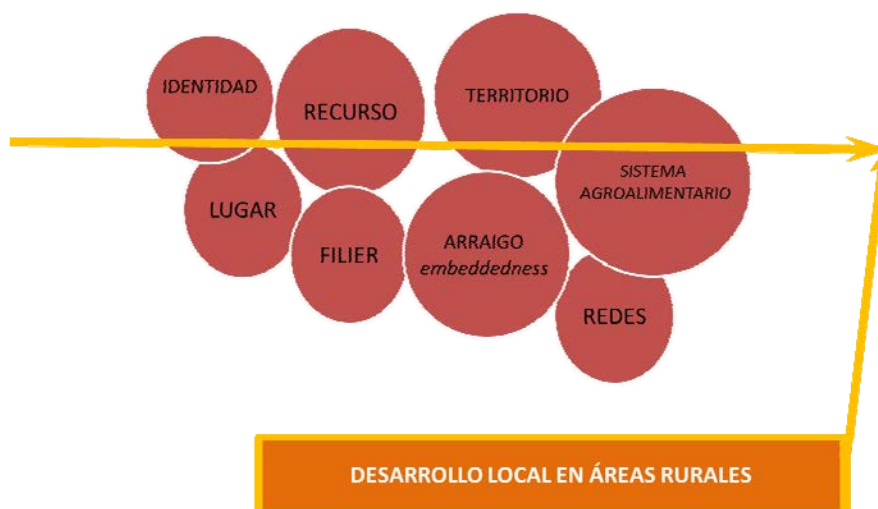 IDENTIDAD
RECURSO
TERRITORIO
SISTEMA
AGROALIMENTARIO
LUGAR
FILIER
ARRAIGO
embeddedness
REDES
DESARROLLO LOCAL EN ÁREAS RURALES